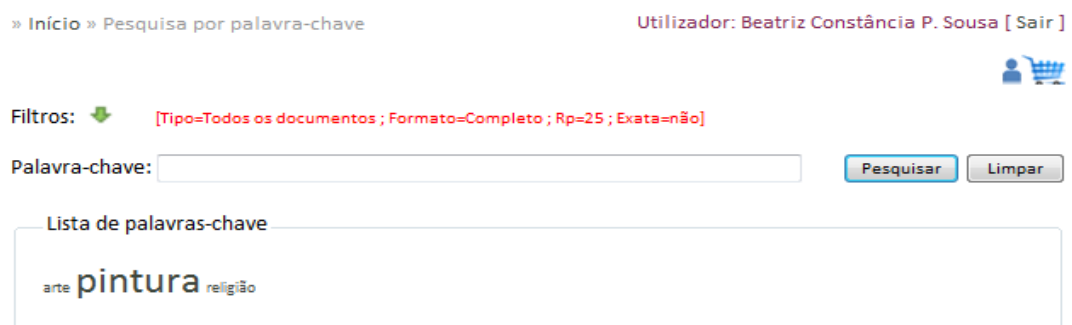 » Início » Pesquisa por palavra-chave Utilizador: Beatriz Constância P. Sousa [ Sair ]
Filtros: [Tipo=Todos os documentos ; Formato=Completo ; Rp=25 ; Exata=não]
Palavra-chave: Pesquisar Limpar
Lista de palavras-chave
arte pintura religião